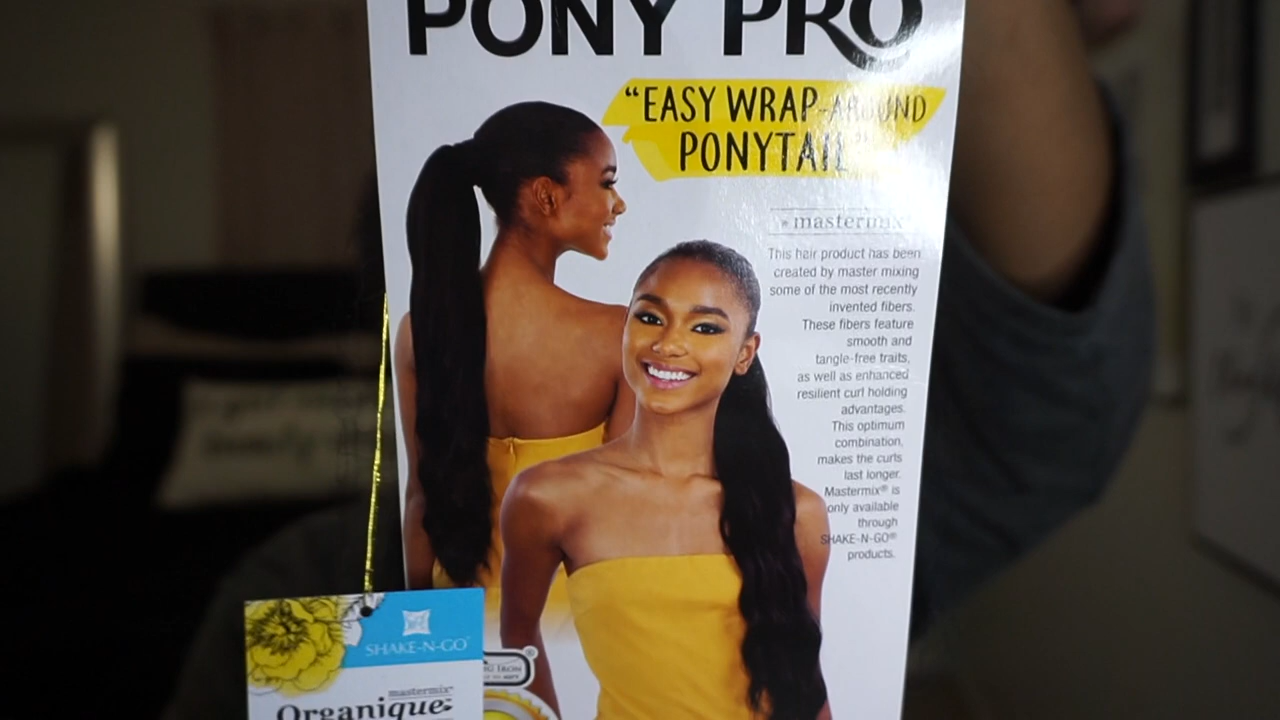 PONY PRO
"EASY WRAP-AROUND
PONYTAIL"
mastermix
This hair product has been
created by master mixing
some of the most recently
invented fibers.
These fibers feature
smooth and
tangle-free traits,
as well as enhanced
resilient curl holding
advantages.
This optimum
combination,
makes the curls
last longer.
Mastermix® is
only available
through
SHAKE-N-GO®
products.
SHAKE-N-GO
mastermix
Organique
IRON